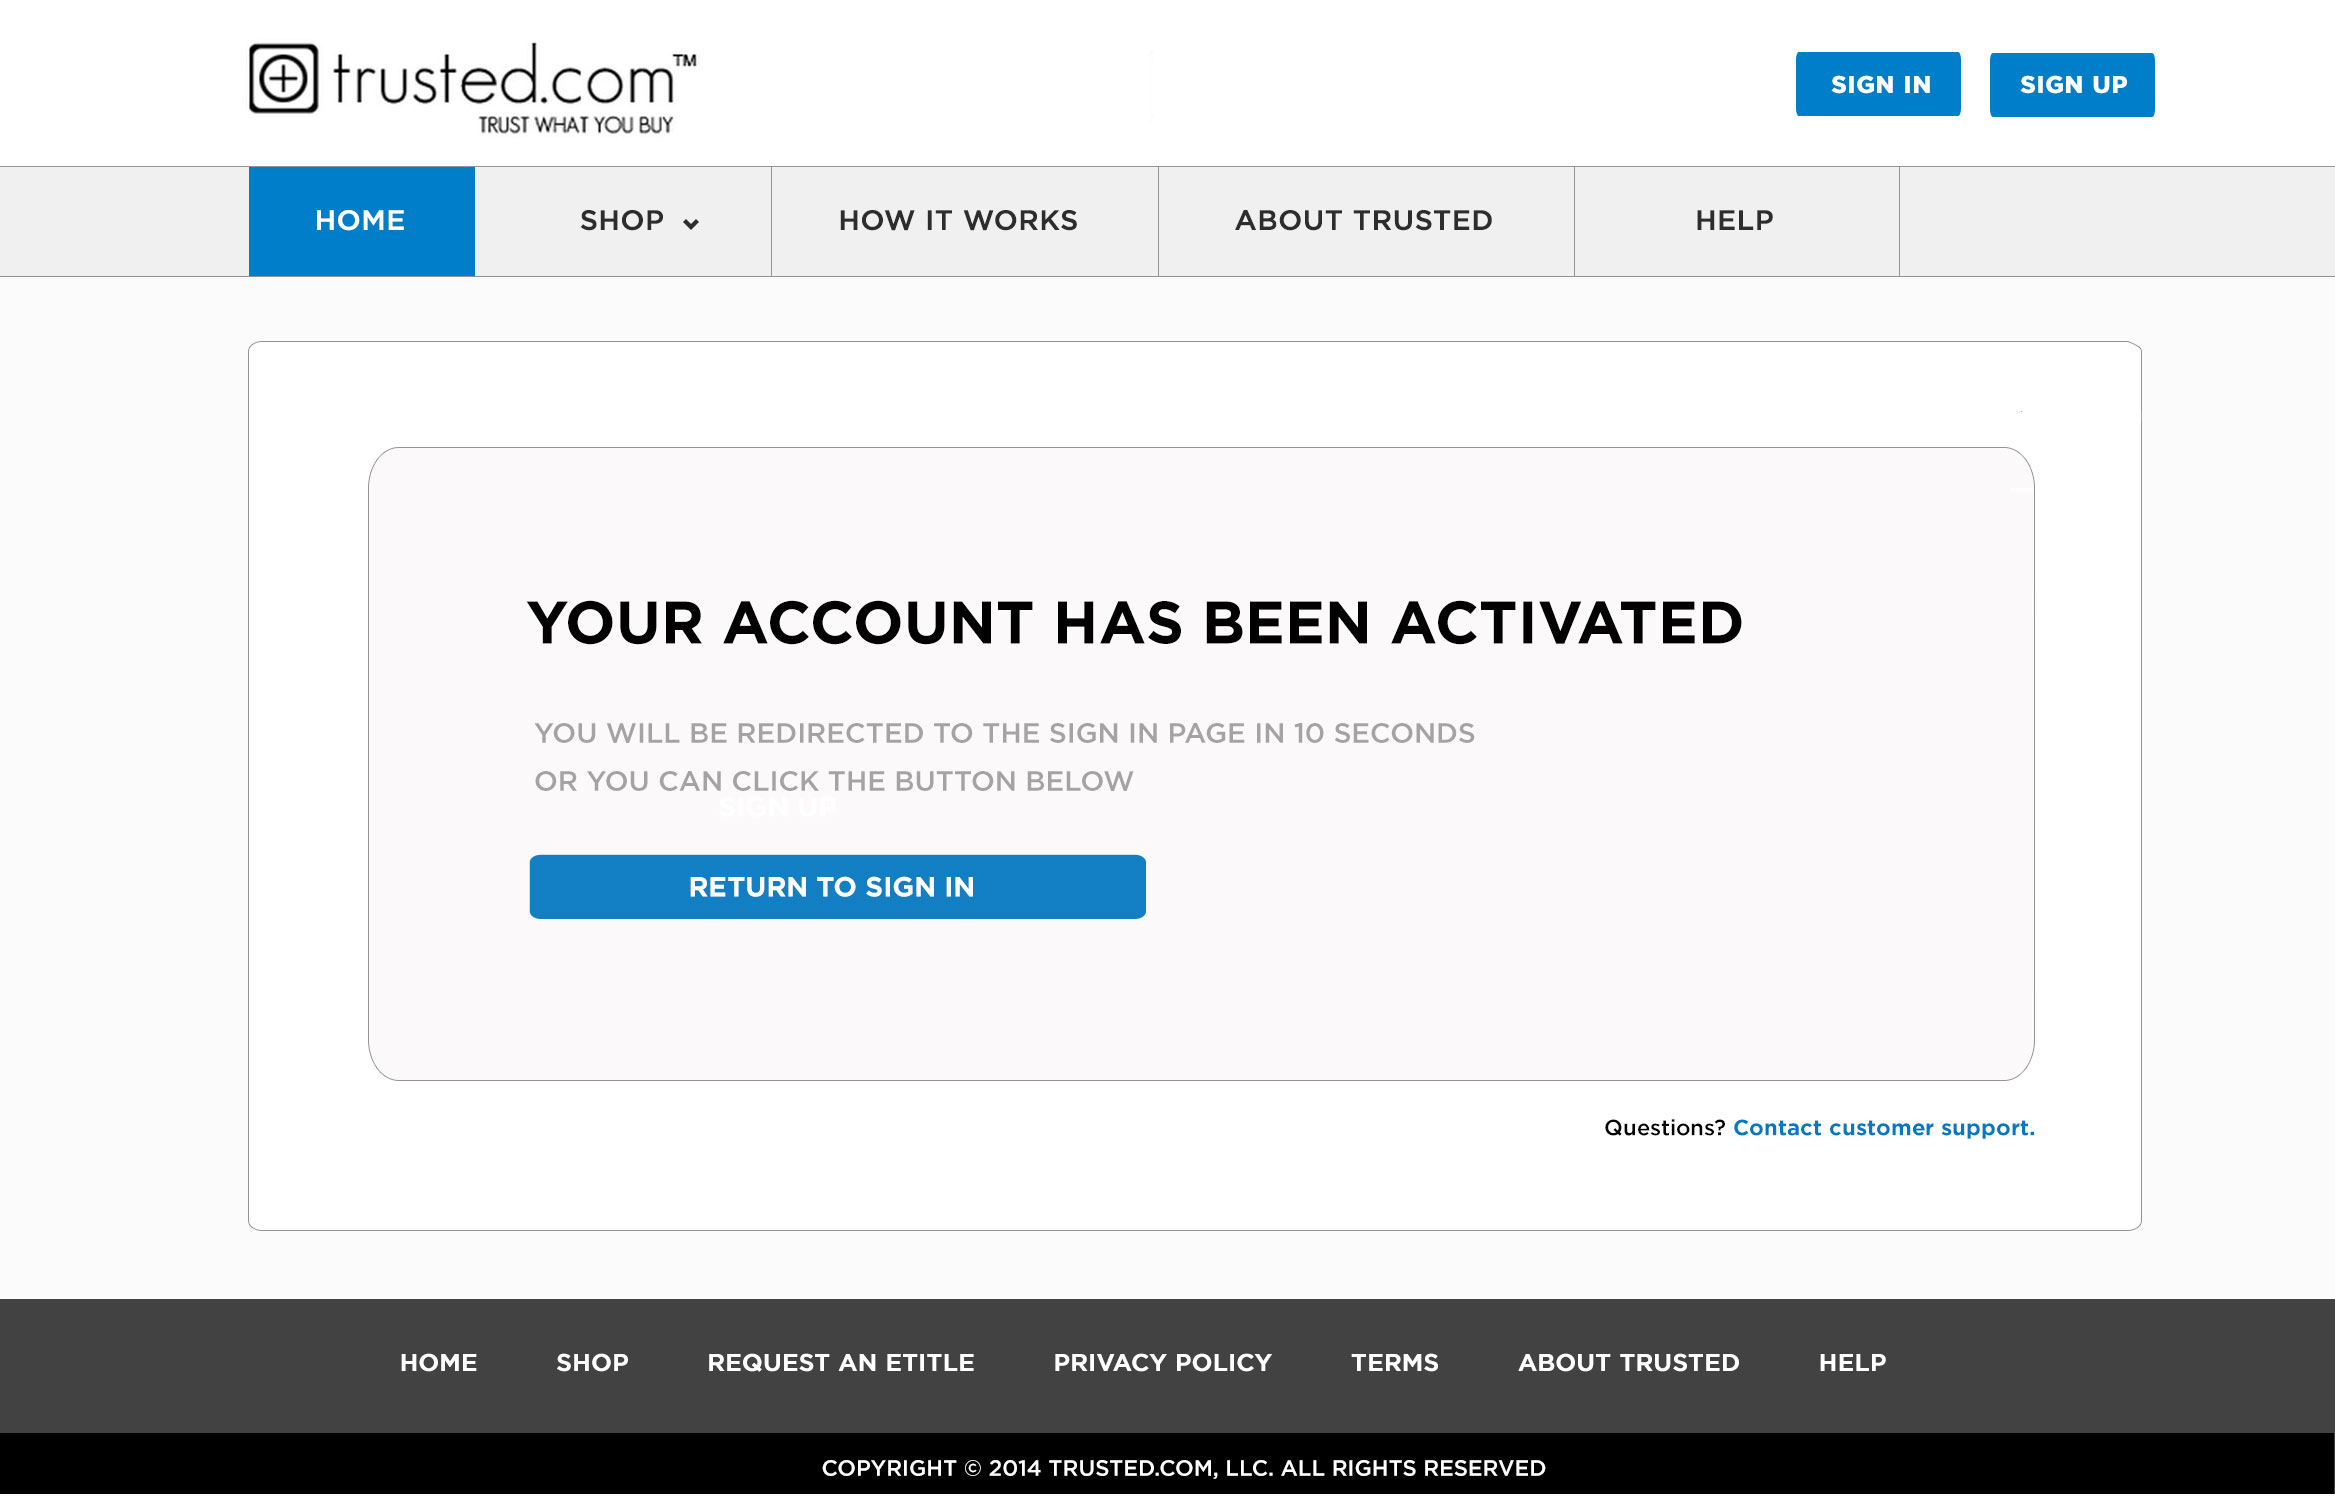 trusted.com™
TRUST WHAT YOU BUY
SIGN IN
SIGN UP
HOME
SHOP
HOW IT WORKS
ABOUT TRUSTED
HELP
YOUR ACCOUNT HAS BEEN ACTIVATED
YOU WILL BE REDIRECTED TO THE SIGN IN PAGE IN 10 SECONDS
OR YOU CAN CLICK THE BUTTON BELOW
SIGN UP
RETURN TO SIGN IN
Questions? Contact customer support.
HOME
SHOP
REQUEST AN ETITLE
PRIVACY POLICY
TERMS
ABOUT TRUSTED
HELP
COPYRIGHT © 2014 TRUSTED.COM, LLC. ALL RIGHTS RESERVED